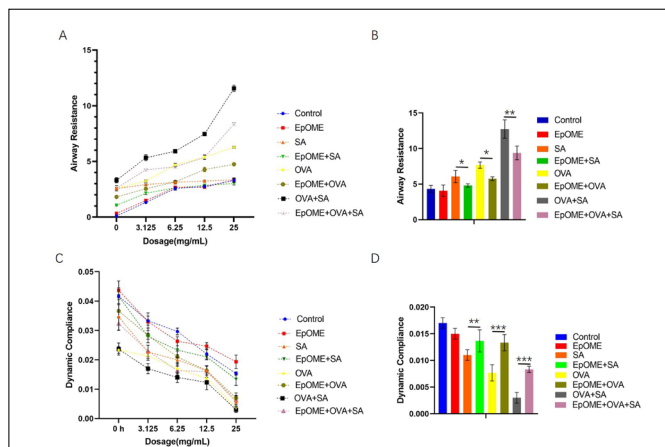 A
15
10
5
0
Airway Resistance
0 3.125 6.25 12.5 25
Dosage(mg/mL)
Control
EpOME
SA
EpOME+SA
OVA
EpOME+OVA
OVA+SA
EpOME+OVA+SA
B
15
10
5
0
Airway Resistance
* * **
Control
EpOME
SA
EpOME+SA
OVA
EpOME+OVA
OVA+SA
EpOME+OVA+SA
C
0.05
0.04
0.03
0.02
0.01
0.00
Dynamic Compliance
0 h 3.125 6.25 12.5 25
Dosage(mg/mL)
Control
EpOME
SA
EpOME+SA
OVA
EpOME+OVA
OVA+SA
EpOME+OVA+SA
D
0.020
0.015
0.010
0.005
0.000
Dynamic Compliance
** *** ***
Control
EpOME
SA
EpOME+SA
OVA
EpOME+OVA
OVA+SA
EpOME+OVA+SA